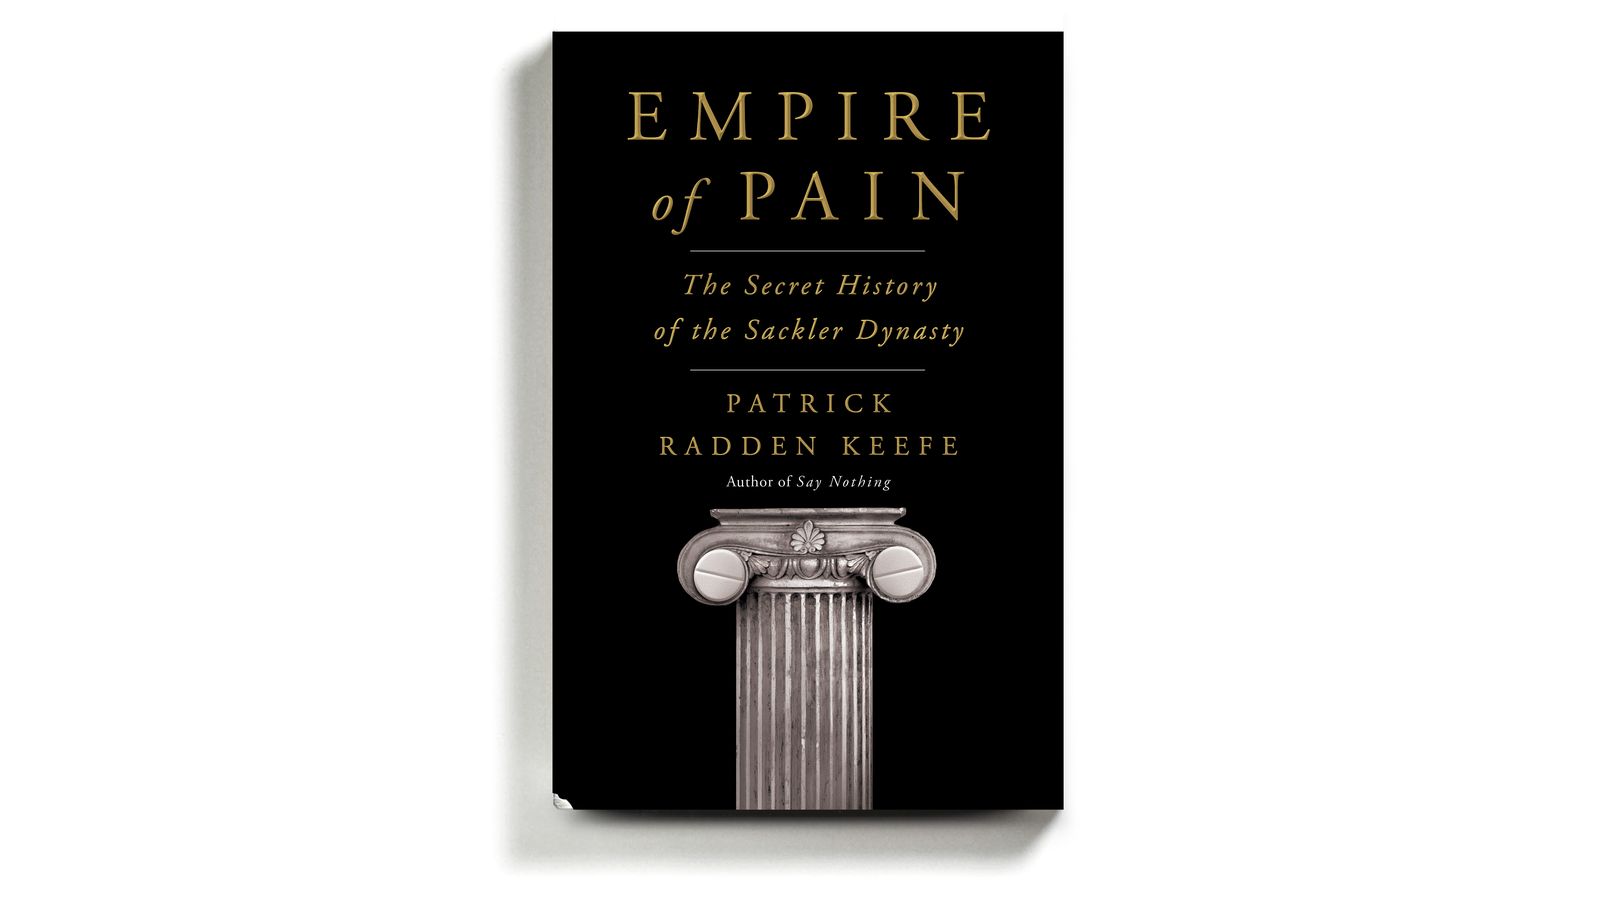 EMPIRE
of PAIN
The Secret History
of the Sackler Dynasty
PATRICK
RADDEN KEEFE
Author of Say Nothing